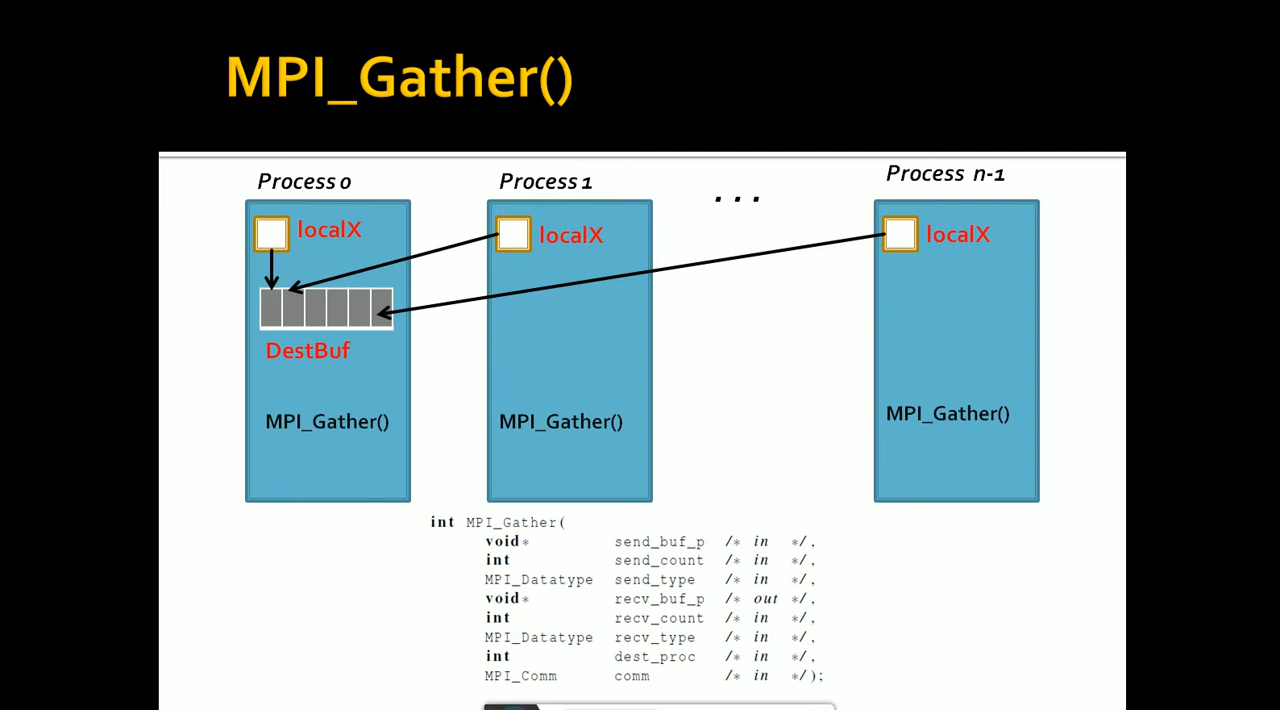 MPI_Gather()
Process 0
Process 1
. . .
Process n-1
localX
localX
localX
DestBuf
MPI_Gather()
MPI_Gather()
MPI_Gather()
int MPI_Gather(
void* send_buf_p /* in */,
int send_count /* in */,
MPI_Datatype send_type /* in */,
void* recv_buf_p /* out */,
int recv_count /* in */,
MPI_Datatype recv_type /* in */,
int dest_proc /* in */,
MPI_Comm comm /* in */);